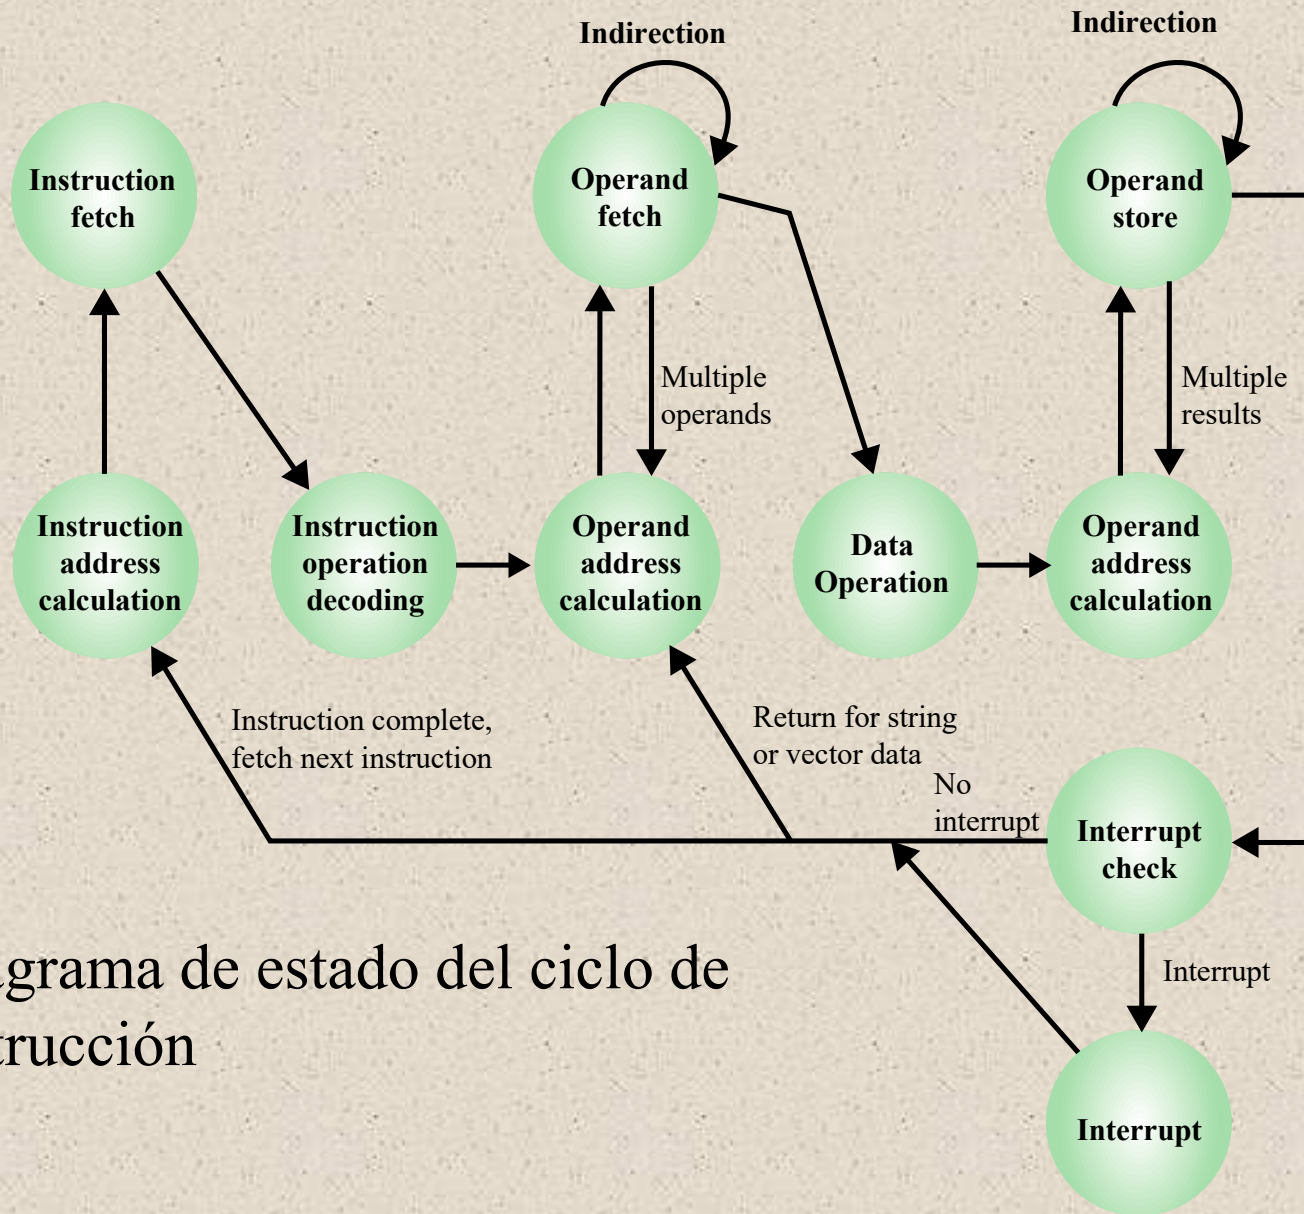 Indirection
Indirection
Instruction
fetch
Operand
fetch
Operand
store
Multiple
operands
Multiple
results
Instruction
address
calculation
Instruction
operation
decoding
Operand
address
calculation
Data
Operation
Operand
address
calculation
Instruction complete,
fetch next instruction
Return for string
or vector data
No
interrupt
Interrupt
check
Interrupt
agrama de estado del ciclo de
trucción
Interrupt